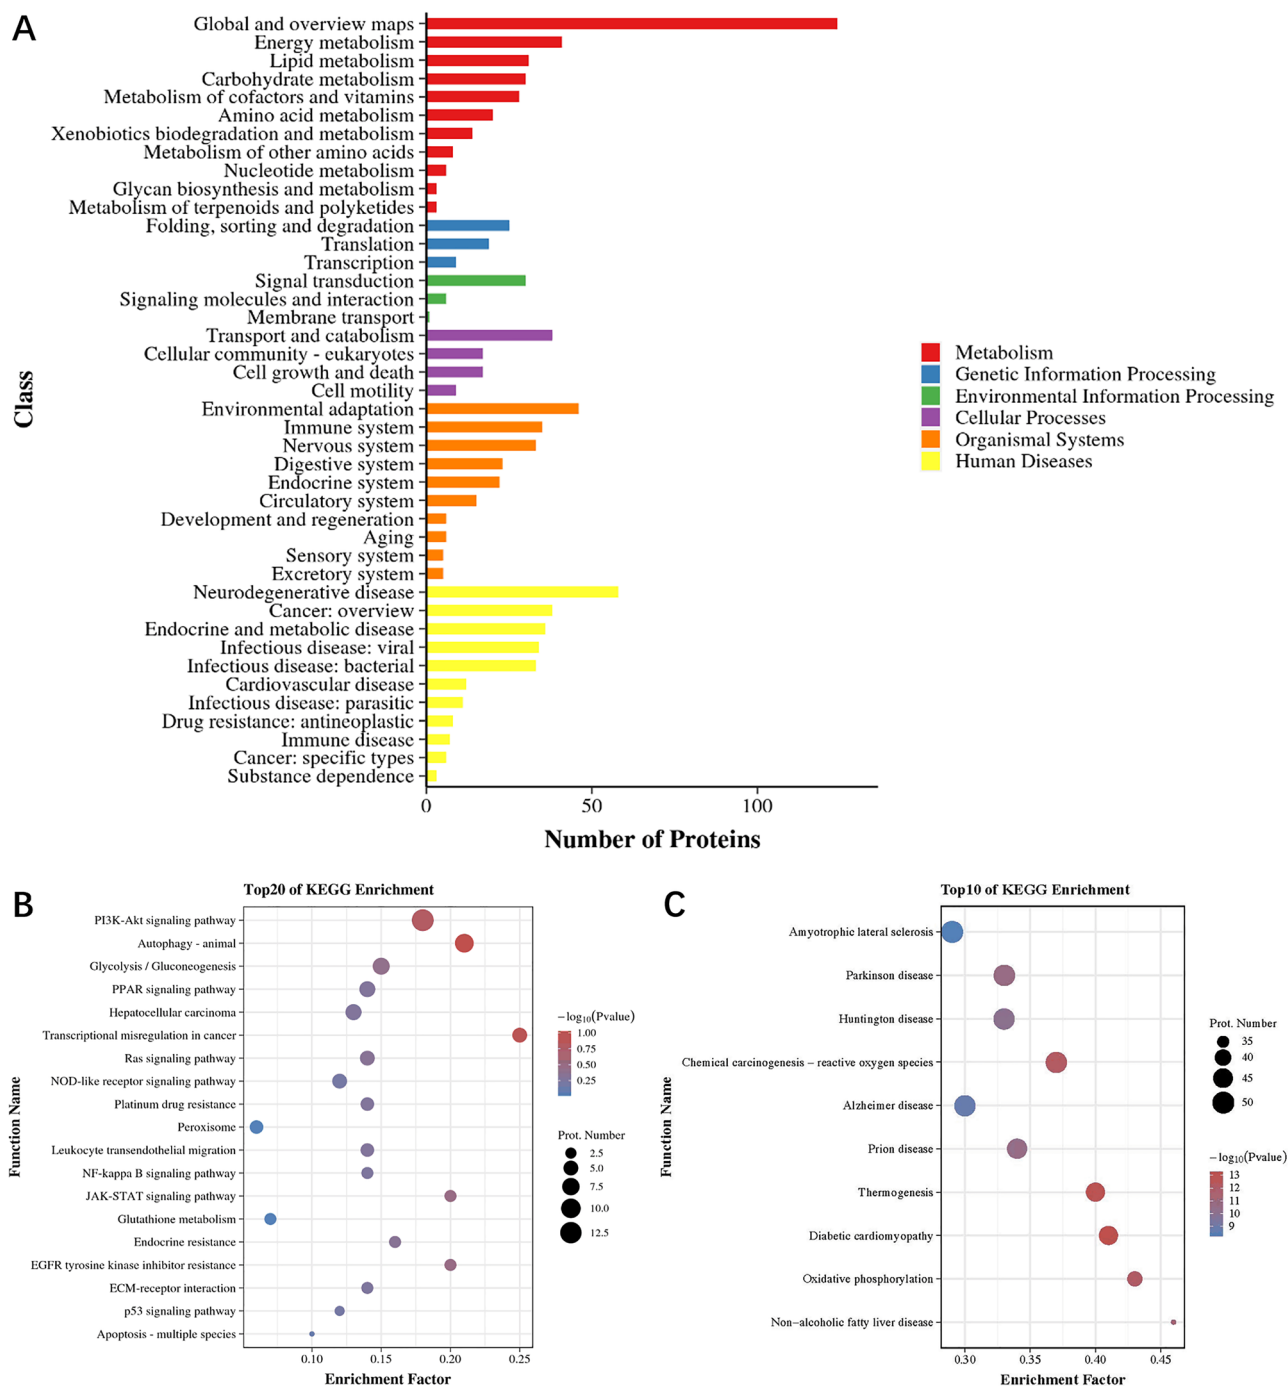 A
Global and overview maps
Energy metabolism
Lipid metabolism
Carbohydrate metabolism
Metabolism of cofactors and vitamins
Amino acid metabolism
Xenobiotics biodegradation and metabolism
Metabolism of other amino acids
Nucleotide metabolism
Glycan biosynthesis and metabolism
Metabolism of terpenoids and polyketides
Folding, sorting and degradation
Translation
Transcription
Signal transduction
Signaling molecules and interaction
Membrane transport
Transport and catabolism
Cellular community - eukaryotes
Cell growth and death
Cell motility
Environmental adaptation
Immune system
Nervous system
Digestive system
Endocrine system
Circulatory system
Development and regeneration
Aging
Sensory system
Excretory system
Neurodegenerative disease
Cancer: overview
Endocrine and metabolic disease
Infectious disease: viral
Infectious disease: bacterial
Cardiovascular disease
Infectious disease: parasitic
Drug resistance: antineoplastic
Immune disease
Cancer: specific types
Substance dependence
Class
0 50 100
Number of Proteins
Metabolism
Genetic Information Processing
Environmental Information Processing
Cellular Processes
Organismal Systems
Human Diseases
B
Top20 of KEGG Enrichment
PI3K-Akt signaling pathway
Autophagy - animal
Glycolysis / Gluconeogenesis
PPAR signaling pathway
Hepatocellular carcinoma
Transcriptional misregulation in cancer
Ras signaling pathway
NOD-like receptor signaling pathway
Platinum drug resistance
Peroxisome
Leukocyte transendothelial migration
NF-kappa B signaling pathway
JAK-STAT signaling pathway
Glutathione metabolism
Endocrine resistance
EGFR tyrosine kinase inhibitor resistance
ECM-receptor interaction
p53 signaling pathway
Apoptosis - multiple species
Function Name
0.10 0.15 0.20 0.25
Enrichment Factor
−log10(Pvalue)
1.00
0.75
0.50
0.25
Prot. Number
2.5
5.0
7.5
10.0
12.5
C
Top10 of KEGG Enrichment
Amyotrophic lateral sclerosis
Parkinson disease
Huntington disease
Chemical carcinogenesis − reactive oxygen species
Alzheimer disease
Prion disease
Thermogenesis
Diabetic cardiomyopathy
Oxidative phosphorylation
Non−alcoholic fatty liver disease
Function Name
0.30 0.35 0.40 0.45
Enrichment Factor
Prot. Number
35
40
45
50
−log10(Pvalue)
13
12
11
10
9